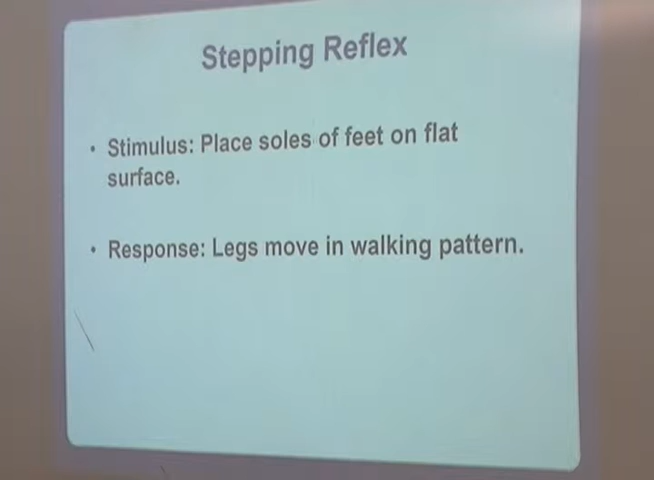 Stepping Reflex
• Stimulus: Place soles of feet on flat
surface.
• Response: Legs move in walking pattern.